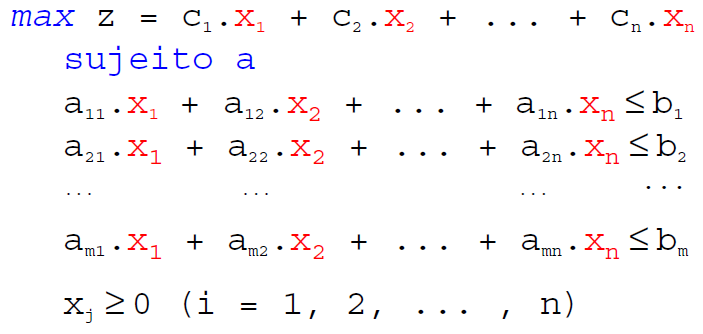 max z = c₁.x₁ + c₂.x₂ + ... + cₙ.xₙ
sujeito a
a₁₁.x₁ + a₁₂.x₂ + ... + a₁ₙ.xₙ ≤ b₁
a₂₁.x₁ + a₂₂.x₂ + ... + a₂ₙ.xₙ ≤ b₂
... ... ... ...
aₘ₁.x₁ + aₘ₂.x₂ + ... + aₘₙ.xₙ ≤ bₘ
xⱼ ≥ 0 (i = 1, 2, ... , n)